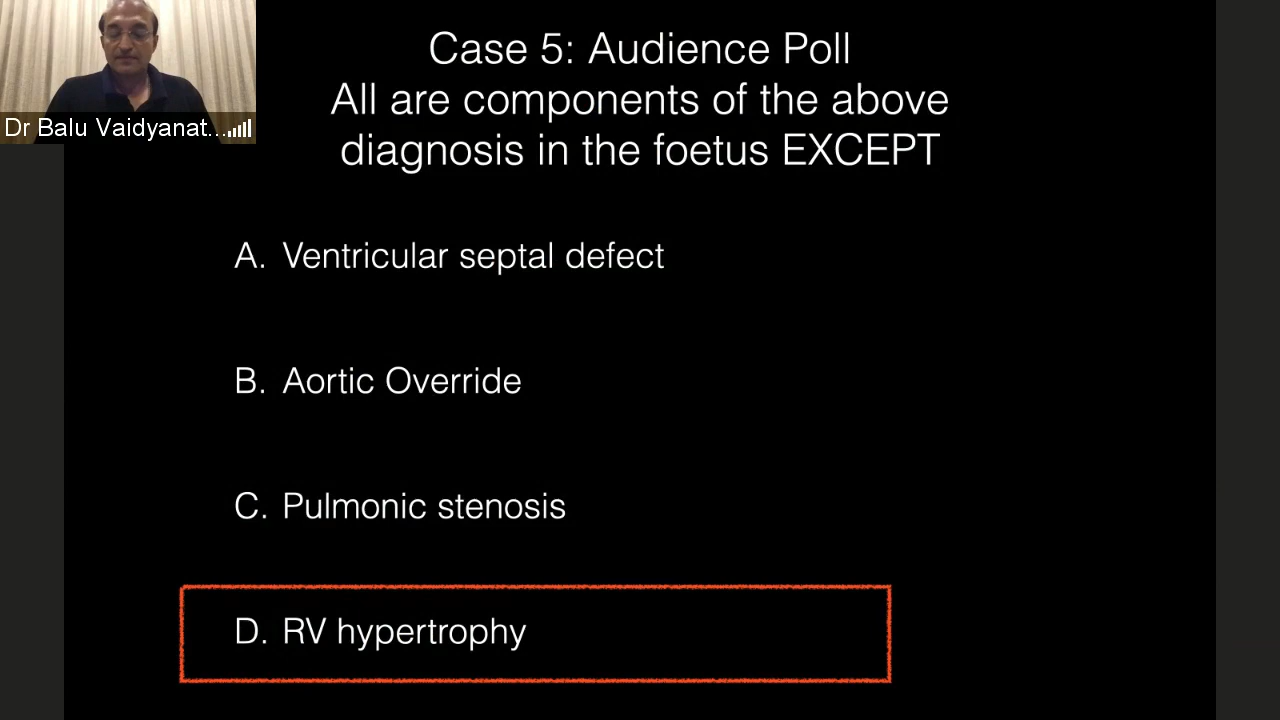 Dr Balu Vaidyanat...
Case 5: Audience Poll
All are components of the above
diagnosis in the foetus EXCEPT
A. Ventricular septal defect
B. Aortic Override
C. Pulmonic stenosis
D. RV hypertrophy